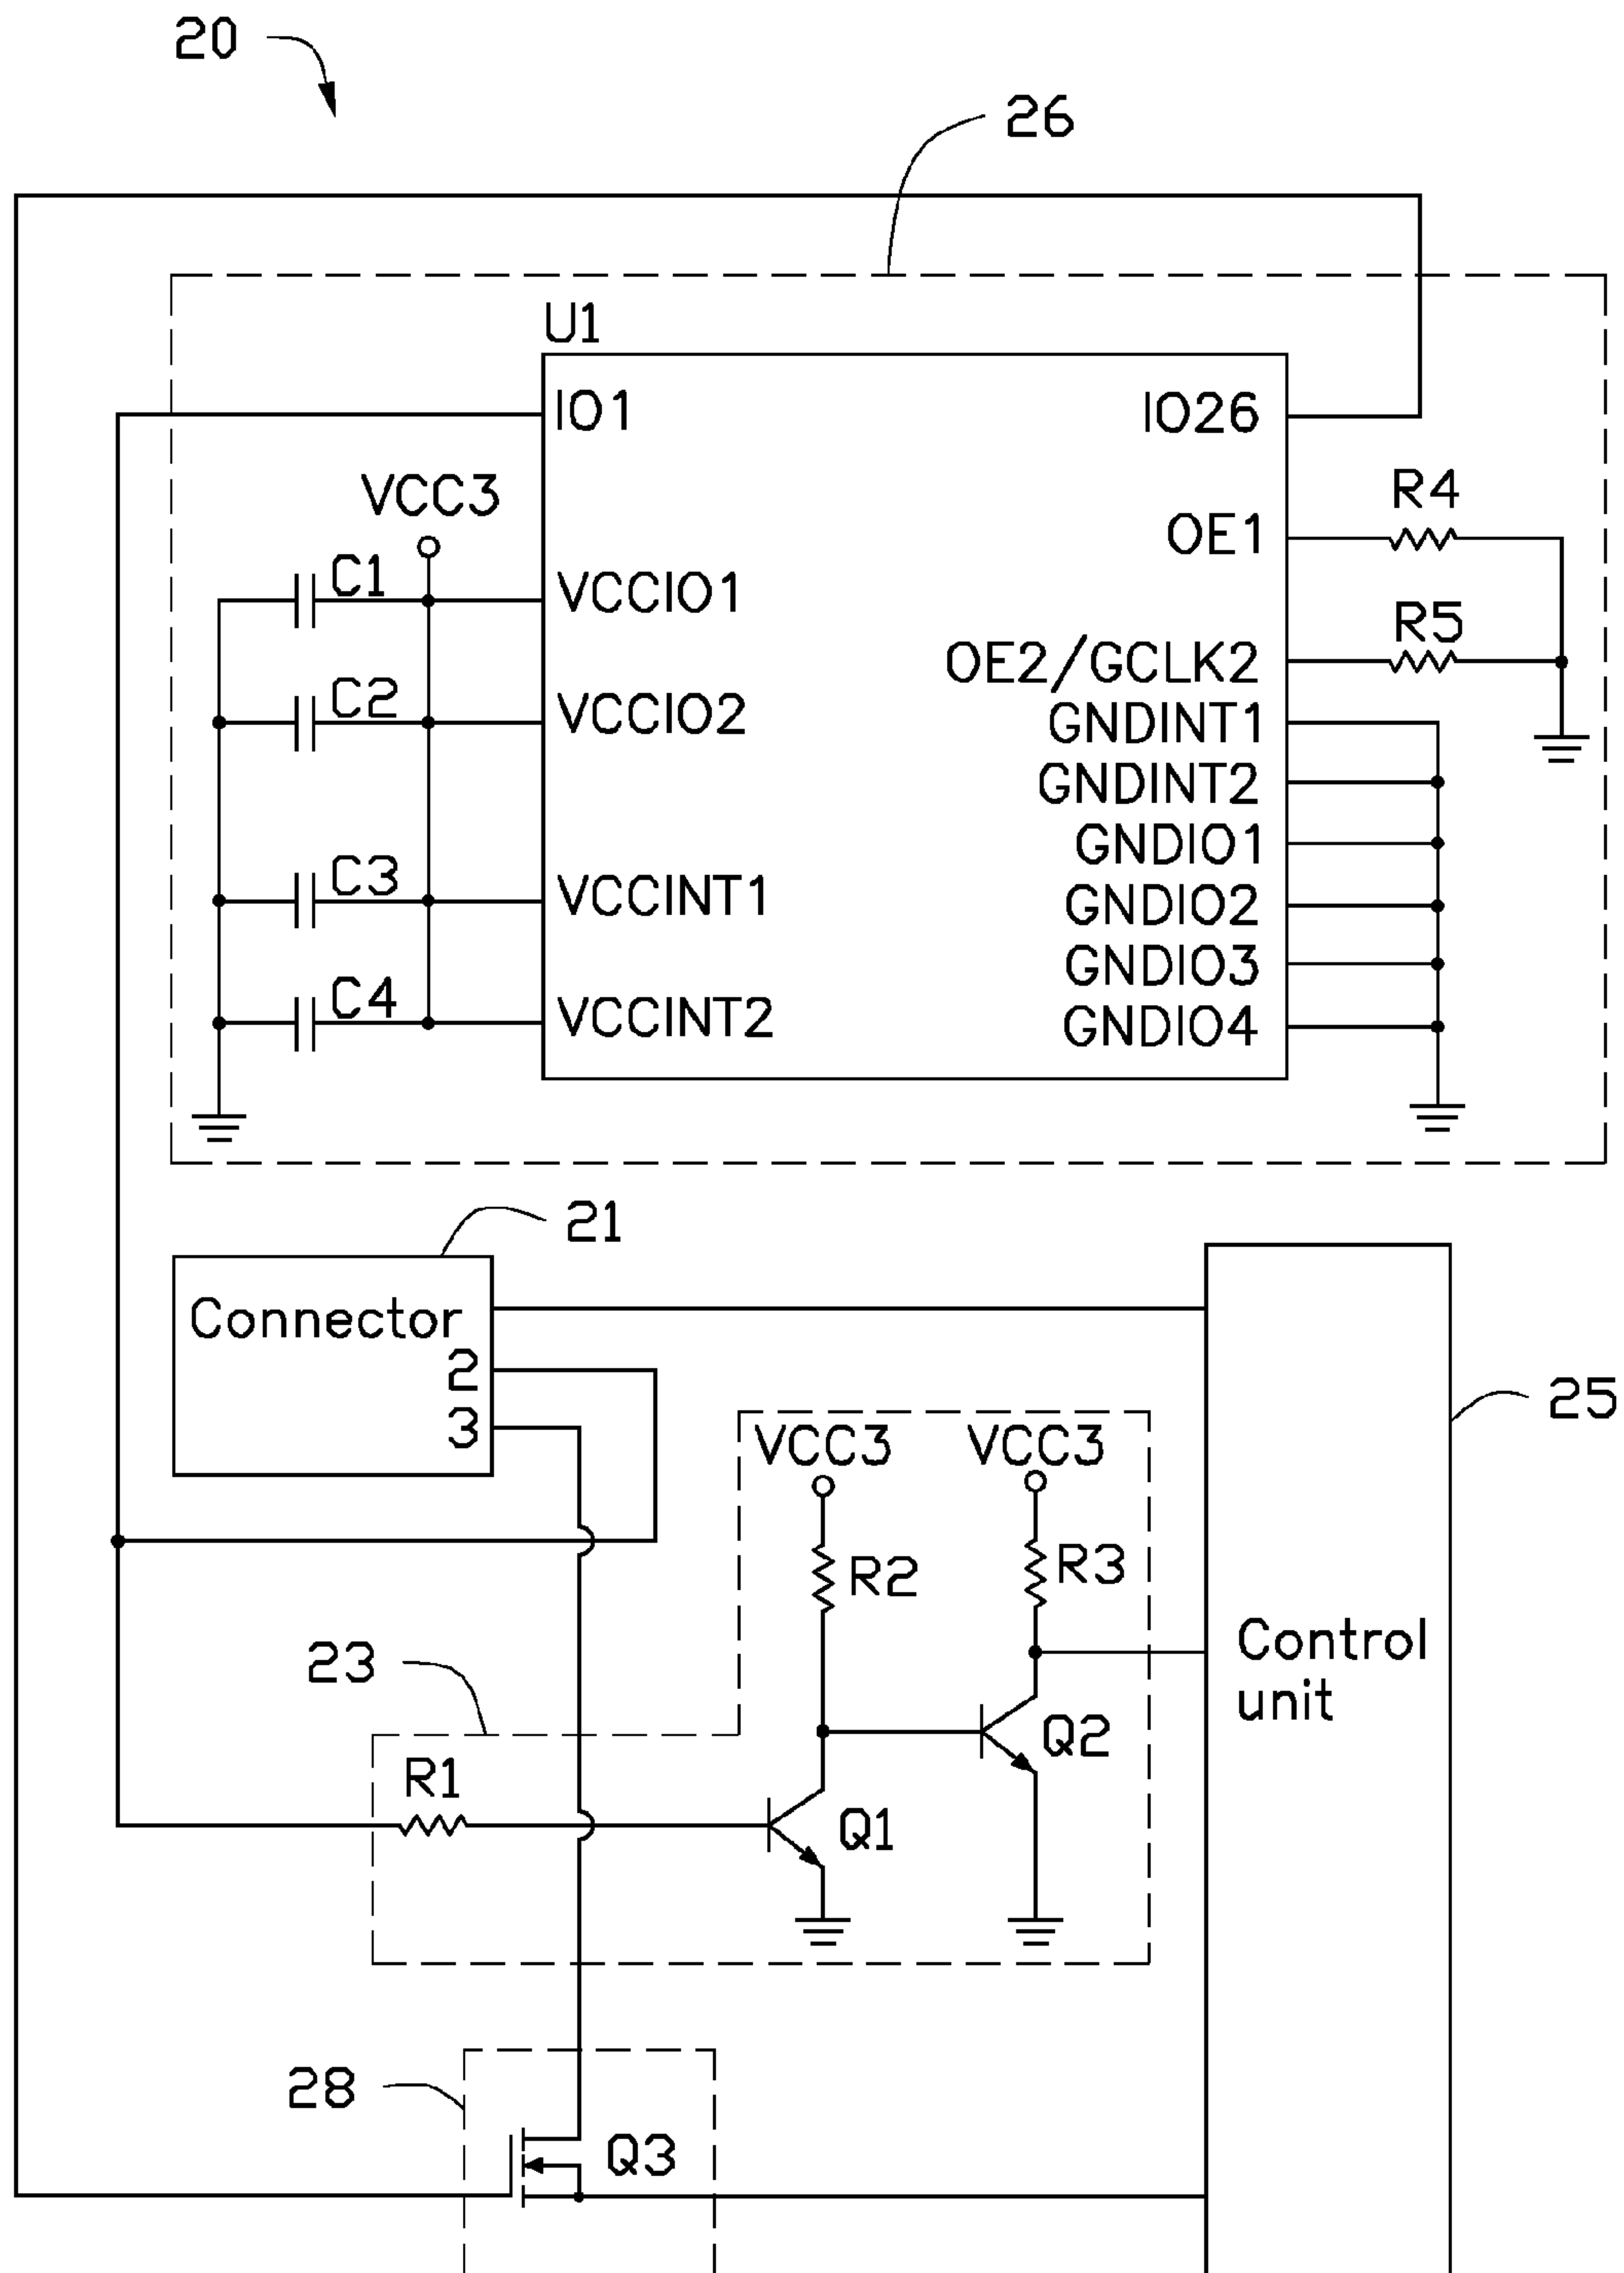 20
26
U1
IO1
IO26
VCC3
R4
OE1
C1
VCCIO1
R5
OE2/GCLK2
C2
VCCIO2
GNDINT1
GNDINT2
GNDIO1
C3
VCCINT1
GNDIO2
GNDIO3
C4
VCCINT2
GNDIO4
21
Connector
2
3
25
VCC3
VCC3
R2
R3
Control
unit
23
Q2
R1
Q1
28
Q3